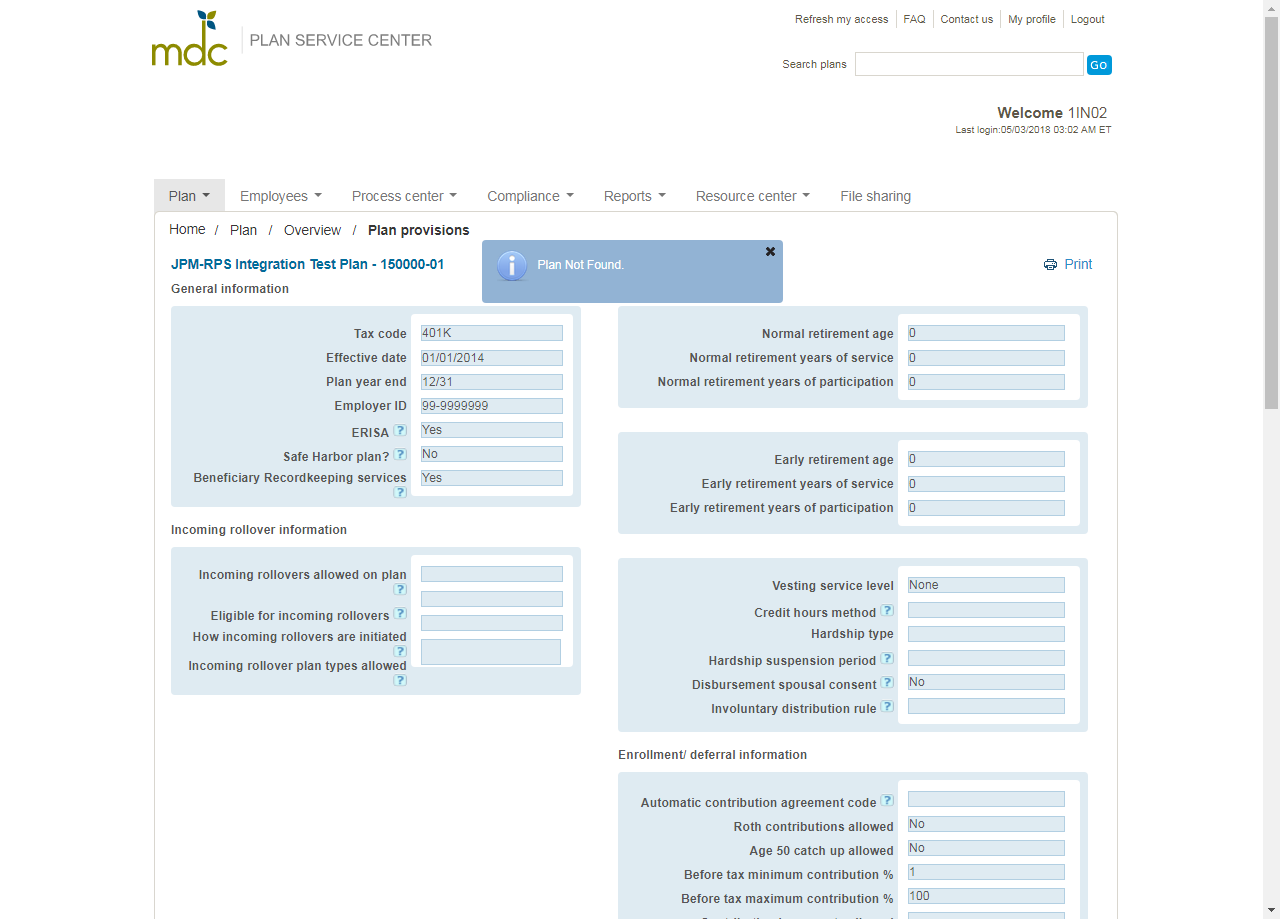 Refresh my access FAQ Contact us My profile Logout
mdc PLAN SERVICE CENTER
Search plans Go
Welcome 1IN02
Last login:05/03/2018 03:02 AM ET
Plan Employees Process center Compliance Reports Resource center File sharing
Home / Plan / Overview / Plan provisions
JPM-RPS Integration Test Plan - 150000-01
Plan Not Found.
Print
General information
Tax code 401K
Effective date 01/01/2014
Plan year end 12/31
Employer ID 99-9999999
ERISA ? Yes
Safe Harbor plan? ? No
Beneficiary Recordkeeping services Yes
?
Incoming rollover information
Incoming rollovers allowed on plan
?
Eligible for incoming rollovers ?
How incoming rollovers are initiated
?
Incoming rollover plan types allowed
?
Normal retirement age 0
Normal retirement years of service 0
Normal retirement years of participation 0
Early retirement age 0
Early retirement years of service 0
Early retirement years of participation 0
Vesting service level None
Credit hours method ?
Hardship type
Hardship suspension period ?
Disbursement spousal consent ? No
Involuntary distribution rule ?
Enrollment/ deferral information
Automatic contribution agreement code ?
Roth contributions allowed No
Age 50 catch up allowed No
Before tax minimum contribution % 1
Before tax maximum contribution % 100